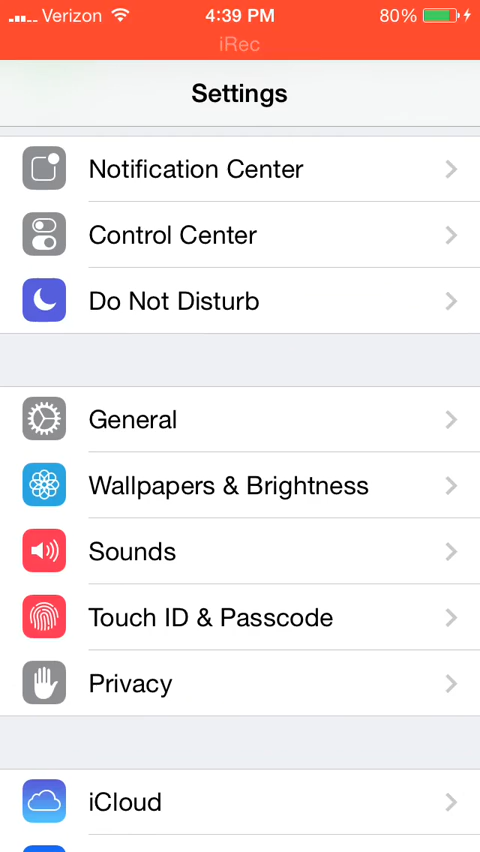 Verizon 4:39 PM 80%
iRec
Settings
Notification Center
Control Center
Do Not Disturb
General
Wallpapers & Brightness
Sounds
Touch ID & Passcode
Privacy
iCloud